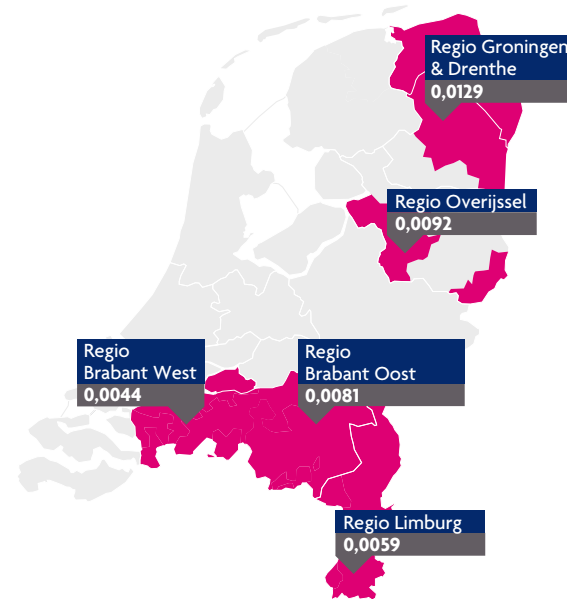 Regio Groningen
& Drenthe
0,0129
Regio Overijssel
0,0092
Regio
Brabant West
0,0044
Regio
Brabant Oost
0,0081
Regio Limburg
0,0059